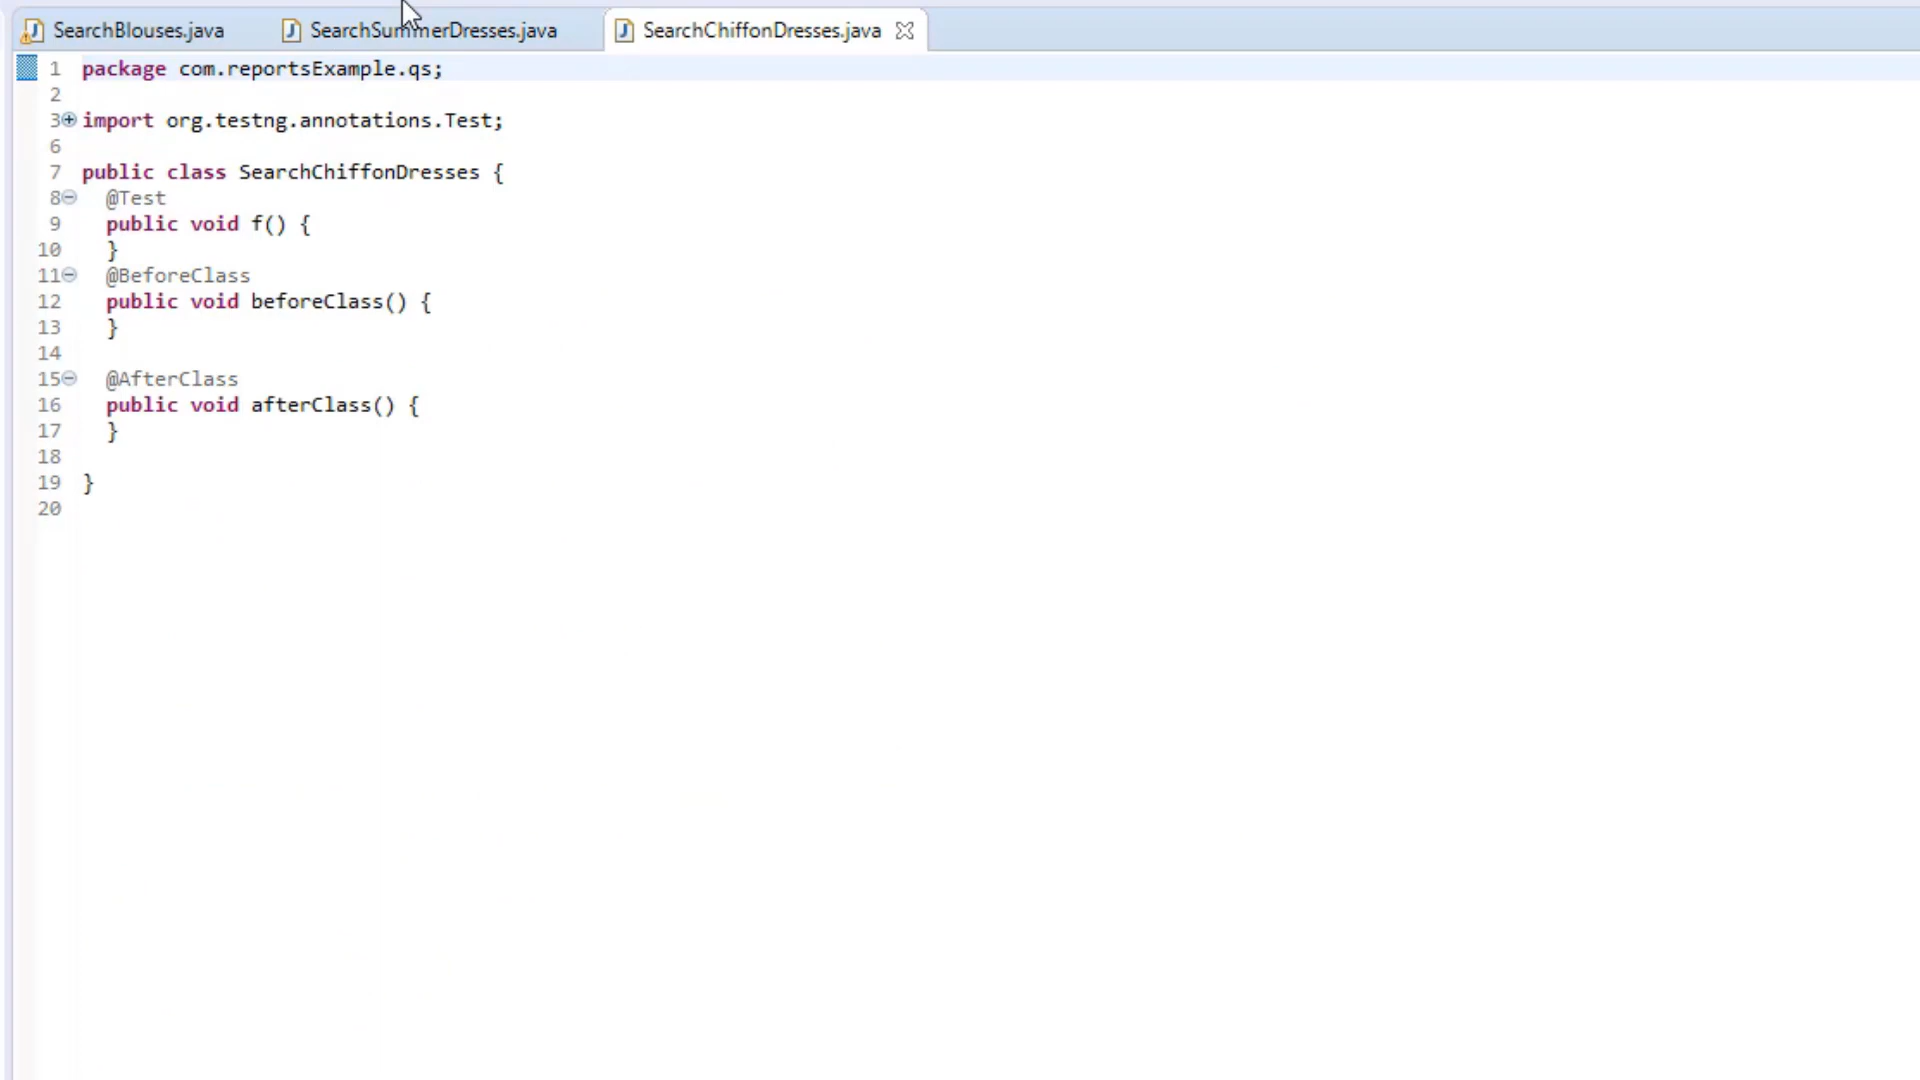 SearchBlouses.java SearchSummerDresses.java SearchChiffonDresses.java
1 package com.reportsExample.qs;
2
3 import org.testng.annotations.Test;
6
7 public class SearchChiffonDresses {
8 @Test
9 public void f() {
10 }
11 @BeforeClass
12 public void beforeClass() {
13 }
14
15 @AfterClass
16 public void afterClass() {
17 }
18
19 }
20